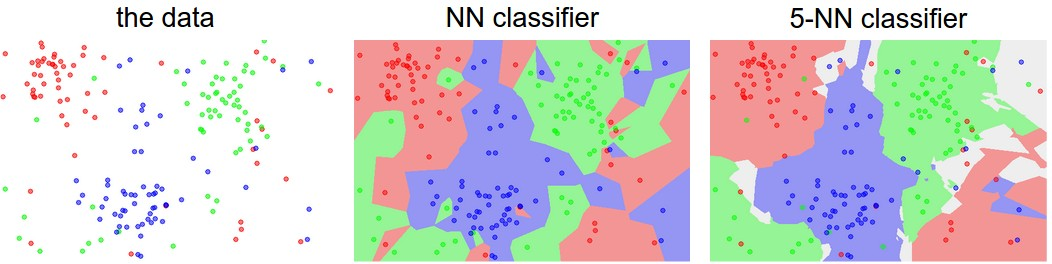 the data
NN classifier
5-NN classifier